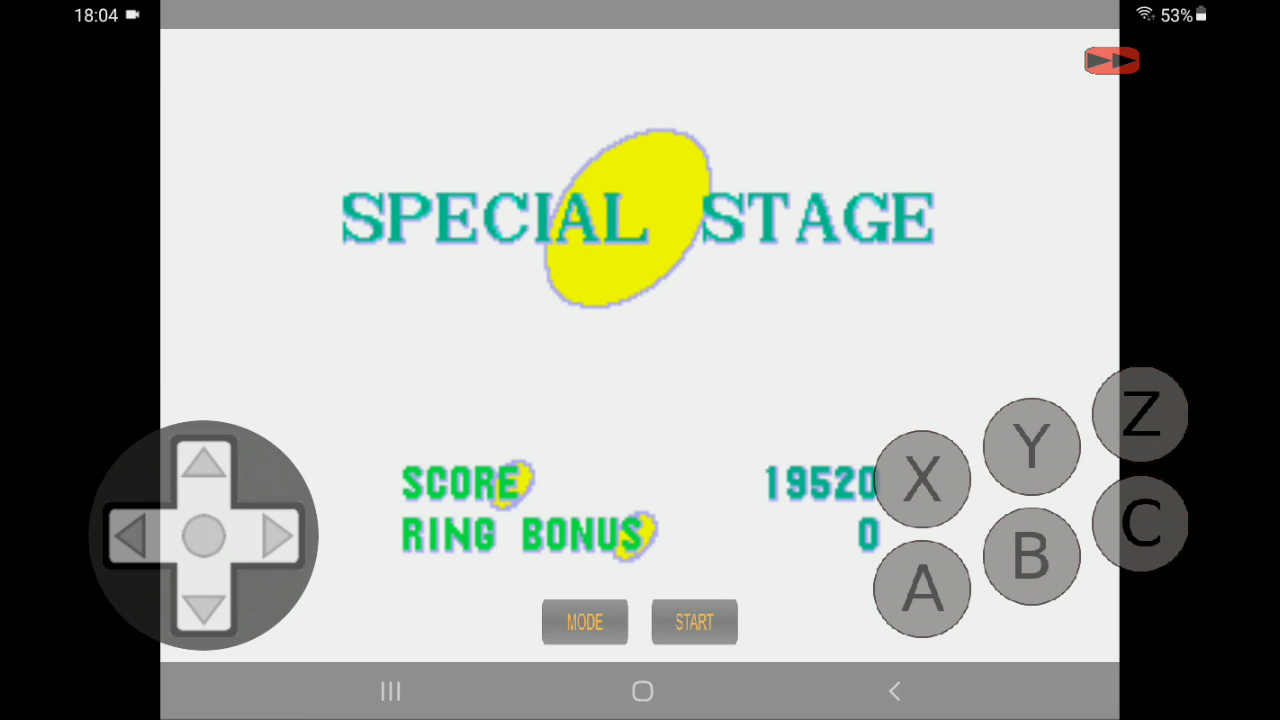 18:04
53%
SPECIAL STAGE
SCORE 19520
RING BONUS 0
X
Y
Z
A
B
C
MODE
START